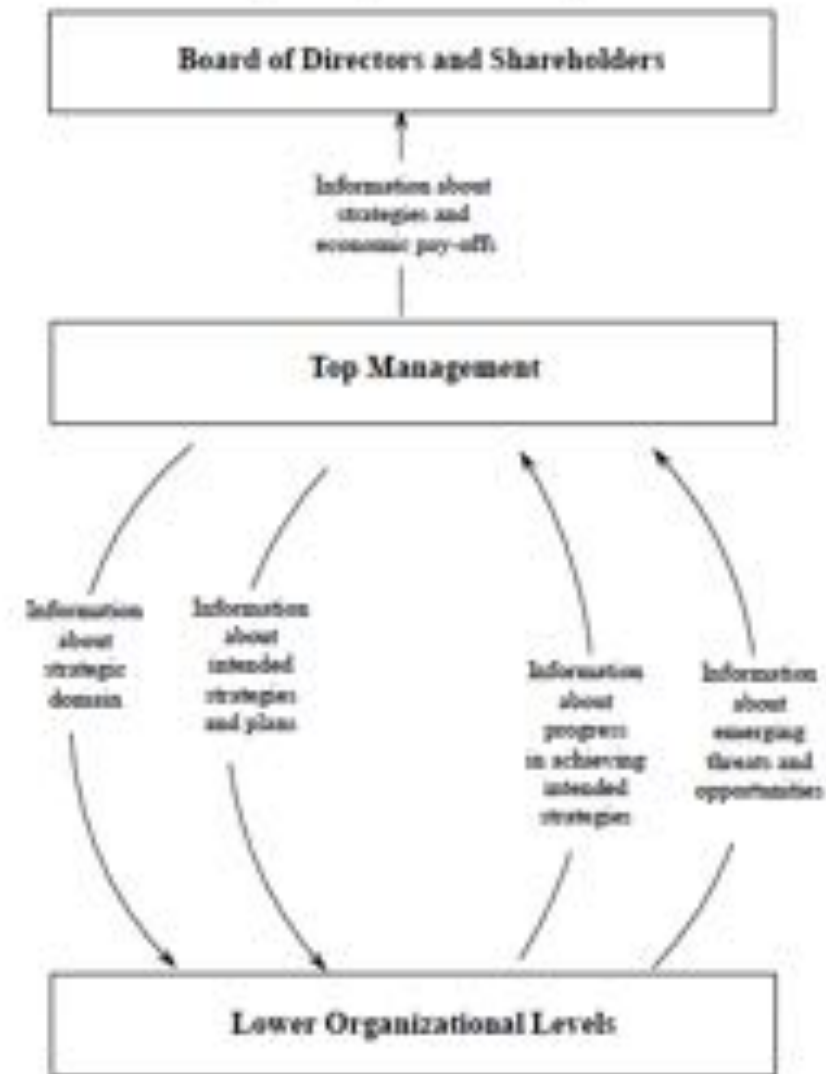 Board of Directors and Shareholders
Information about
strategies and
economic pay-offs
Top Management
Information
about
strategic
domain
Information
about
intended
strategies
and plans
Information
about
progress
in achieving
intended
strategies
Information
about
emerging
threats and
opportunities
Lower Organizational Levels